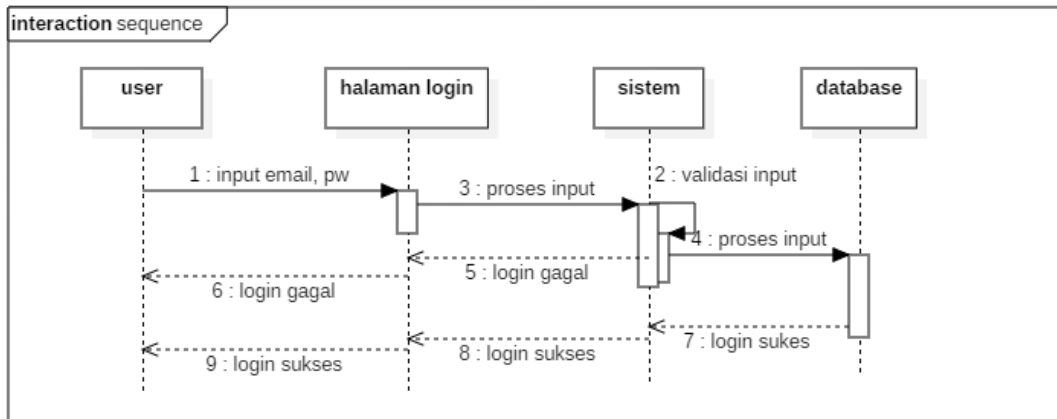 interaction sequence
user
halaman login
sistem
database
1 : input email, pw
3 : proses input
2 : validasi input
4 : proses input
5 : login gagal
6 : login gagal
7 : login sukes
8 : login sukses
9 : login sukses